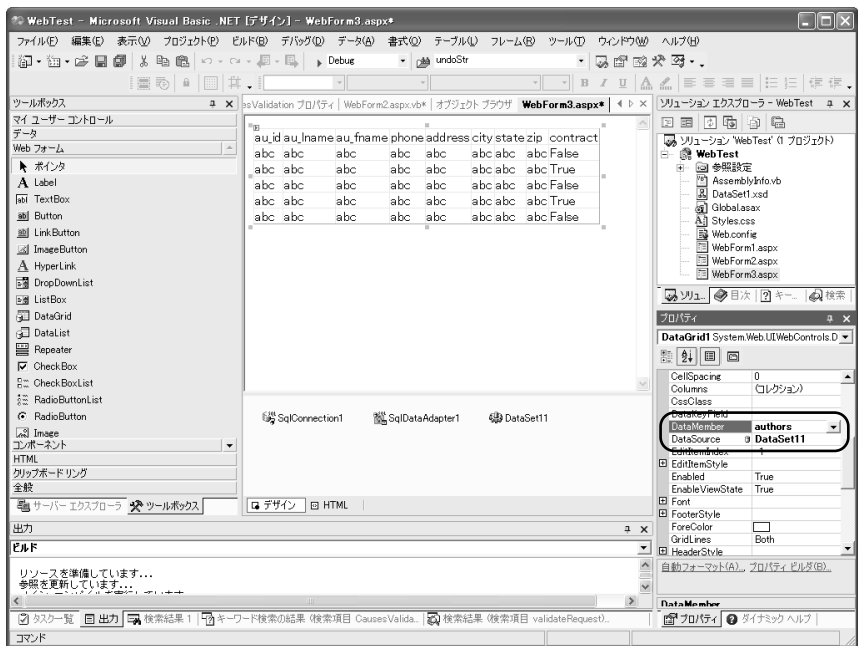 WebTest - Microsoft Visual Basic .NET [デザイン] - WebForm3.aspx*
ファイル(F) 編集(E) 表示(V) プロジェクト(P) ビルド(B) デバッグ(D) データ(A) 書式(O) テーブル(L) フレーム(R) ツール(T) ウィンドウ(W) ヘルプ(H)
Debug undoStr
B I U A
ツールボックス
マイ ユーザー コントロール
データ
Web フォーム
ポインタ
Label
TextBox
Button
LinkButton
ImageButton
HyperLink
DropDownList
ListBox
DataGrid
DataList
Repeater
CheckBox
CheckBoxList
RadioButtonList
RadioButton
Image
コンポーネント
HTML
クリップボード リング
全般
サーバー エクスプローラ ツールボックス
esValidation プロパティ WebForm2.aspx.vb* オブジェクト ブラウザ WebForm3.aspx*
au_id au_lname au_fname phone address city state zip contract
abc abc abc abc abc abc abc abc False
abc abc abc abc abc abc abc abc True
abc abc abc abc abc abc abc abc False
abc abc abc abc abc abc abc abc True
abc abc abc abc abc abc abc abc False
SqlConnection1 SqlDataAdapter1 DataSet11
デザイン HTML
ソリューション エクスプローラ - WebTest
ソリューション 'WebTest' (1 プロジェクト)
WebTest
参照設定
AssemblyInfo.vb
DataSet1.xsd
Global.asax
Styles.css
Web.config
WebForm1.aspx
WebForm2.aspx
WebForm3.aspx
ソリュ... 目次 キー... 検索
プロパティ
DataGrid1 System.Web.UI.WebControls.D
CellSpacing 0
Columns (コレクション)
CssClass
DataKeyField
DataMember authors
DataSource DataSet11
EditItemIndex -1
EditItemStyle
Enabled True
EnableViewState True
Font
FooterStyle
ForeColor
GridLines Both
HeaderStyle
自動フォーマット(A)... プロパティ ビルダ(B)...
DataMember
プロパティ ダイナミック ヘルプ
出力
ビルド
リソースを準備しています...
参照を更新しています...
メイン コンパイルを実行しています...
タスク一覧 出力 検索結果 1 キーワード検索の結果 (検索項目 CausesValida... 検索結果 (検索項目 validateRequest)...
コマンド